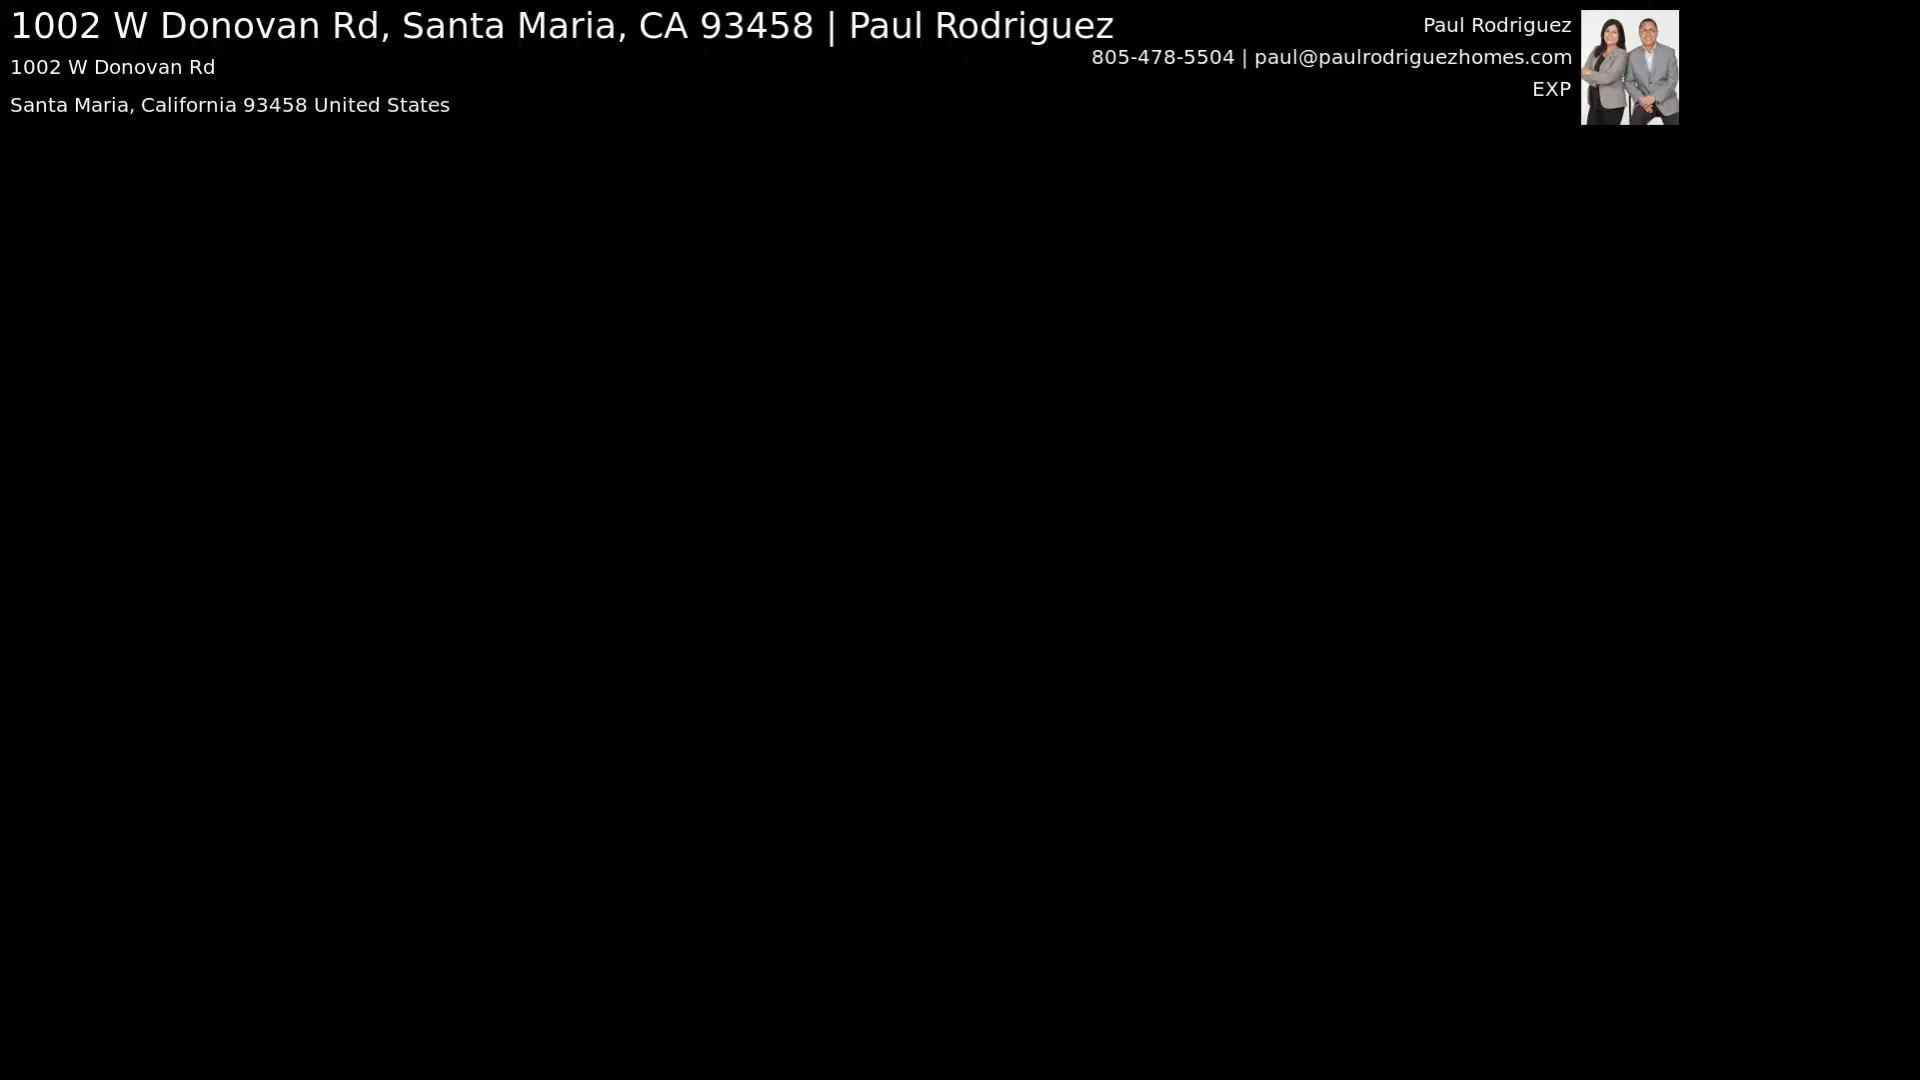 1002 W Donovan Rd, Santa Maria, CA 93458 | Paul Rodriguez
1002 W Donovan Rd
Santa Maria, California 93458 United States
Paul Rodriguez
805-478-5504 | paul@paulrodriguezhomes.com
EXP